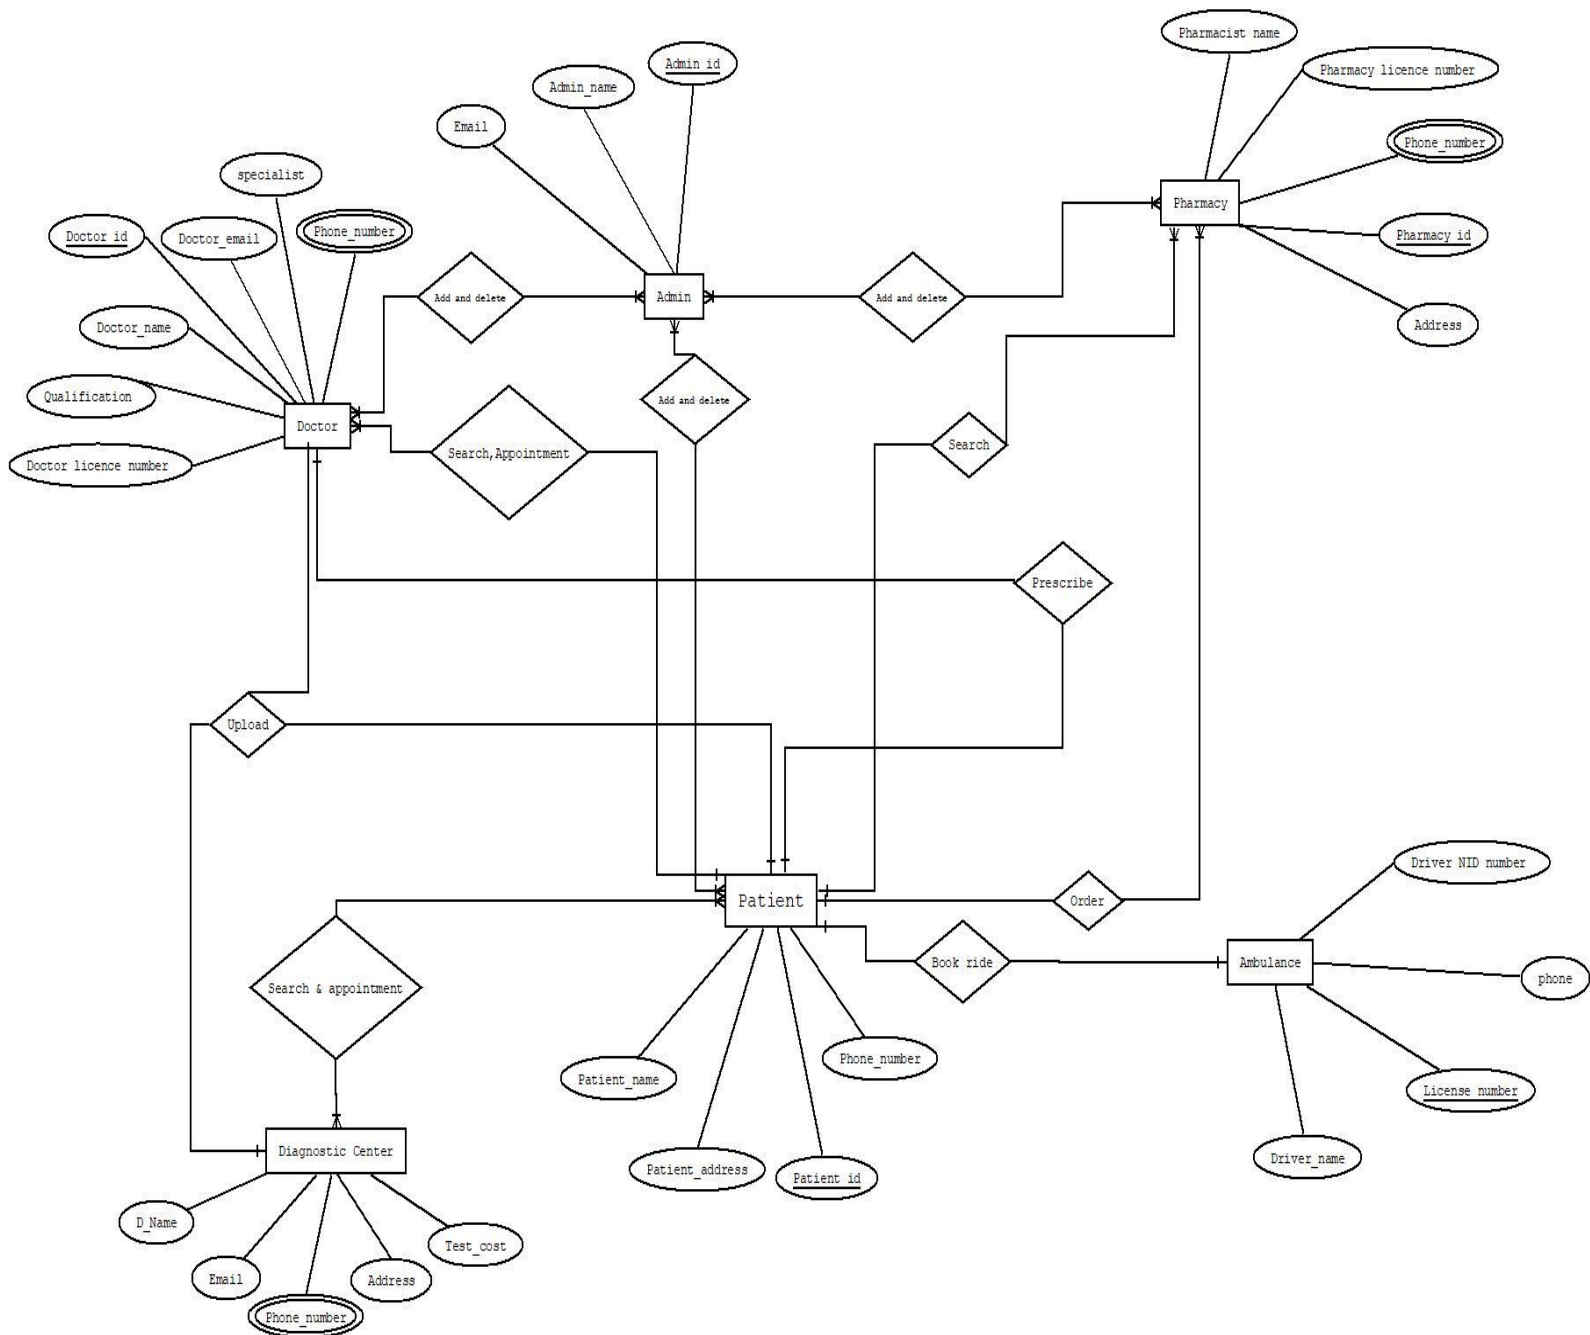 Pharmacist name
Admin id
Pharmacy licence number
Admin_name
Email
Phone_number
specialist
Pharmacy
Doctor id
Doctor_email
Phone_number
Pharmacy id
Add and delete
Admin
Add and delete
Doctor_name
Address
Qualification
Add and delete
Doctor
Search,Appointment
Search
Doctor licence number
Prescribe
Upload
Driver NID number
Patient
Order
Book ride
Ambulance
phone
Search & appointment
Phone_number
Patient_name
License number
Diagnostic Center
Driver_name
Patient_address
Patient id
D_Name
Test_cost
Email
Address
Phone_number